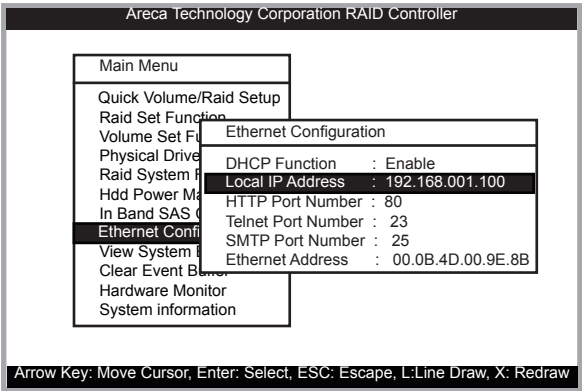 Areca Technology Corporation RAID Controller
Main Menu
Quick Volume/Raid Setup
Raid Set Function
Volume Set Fu
Physical Drive
Raid System F
Hdd Power Ma
In Band SAS
Ethernet Confi
View System
Clear Event Buffer
Hardware Monitor
System information
Ethernet Configuration
DHCP Function : Enable
Local IP Address : 192.168.001.100
HTTP Port Number : 80
Telnet Port Number : 23
SMTP Port Number : 25
Ethernet Address : 00.0B.4D.00.9E.8B
Arrow Key: Move Cursor, Enter: Select, ESC: Escape, L:Line Draw, X: Redraw